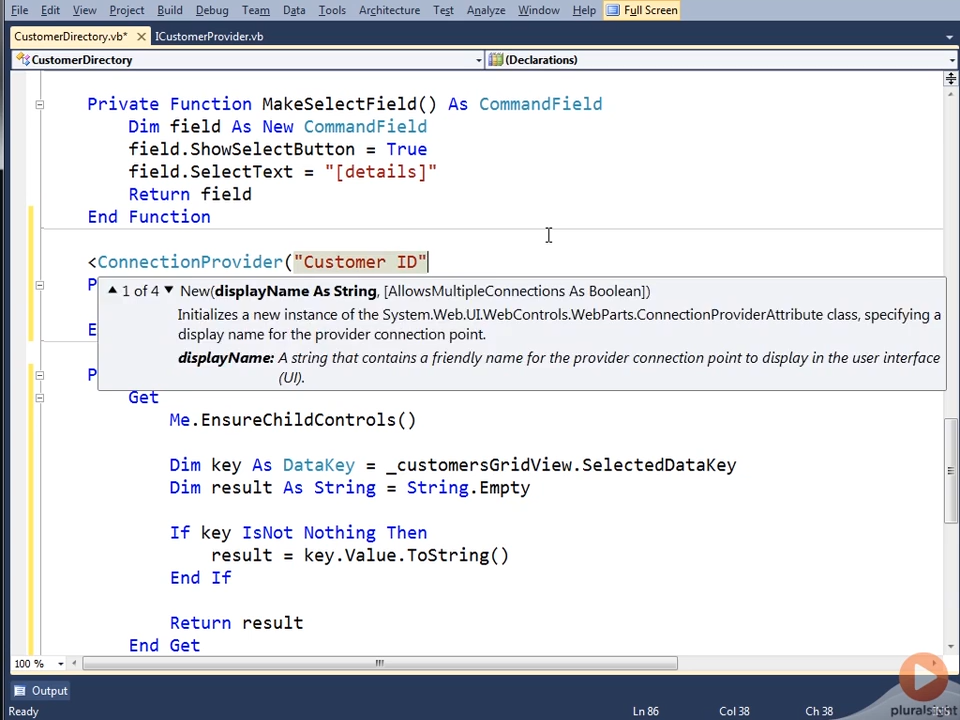 File Edit View Project Build Debug Team Data Tools Architecture Test Analyze Window Help Full Screen
CustomerDirectory.vb* ICustomerProvider.vb
CustomerDirectory (Declarations)
Private Function MakeSelectField() As CommandField
Dim field As New CommandField
field.ShowSelectButton = True
field.SelectText = "[details]"
Return field
End Function
<ConnectionProvider("Customer ID"
P
1 of 4 New(displayName As String, [AllowsMultipleConnections As Boolean])
Initializes a new instance of the System.Web.UI.WebControls.WebParts.ConnectionProviderAttribute class, specifying a
E
display name for the provider connection point.
displayName: A string that contains a friendly name for the provider connection point to display in the user interface
P
(UI).
Get
Me.EnsureChildControls()
Dim key As DataKey = _customersGridView.SelectedDataKey
Dim result As String = String.Empty
If key IsNot Nothing Then
result = key.Value.ToString()
End If
Return result
End Get
100 %
Output
Ready Ln 86 Col 38 Ch 38
pluralsight